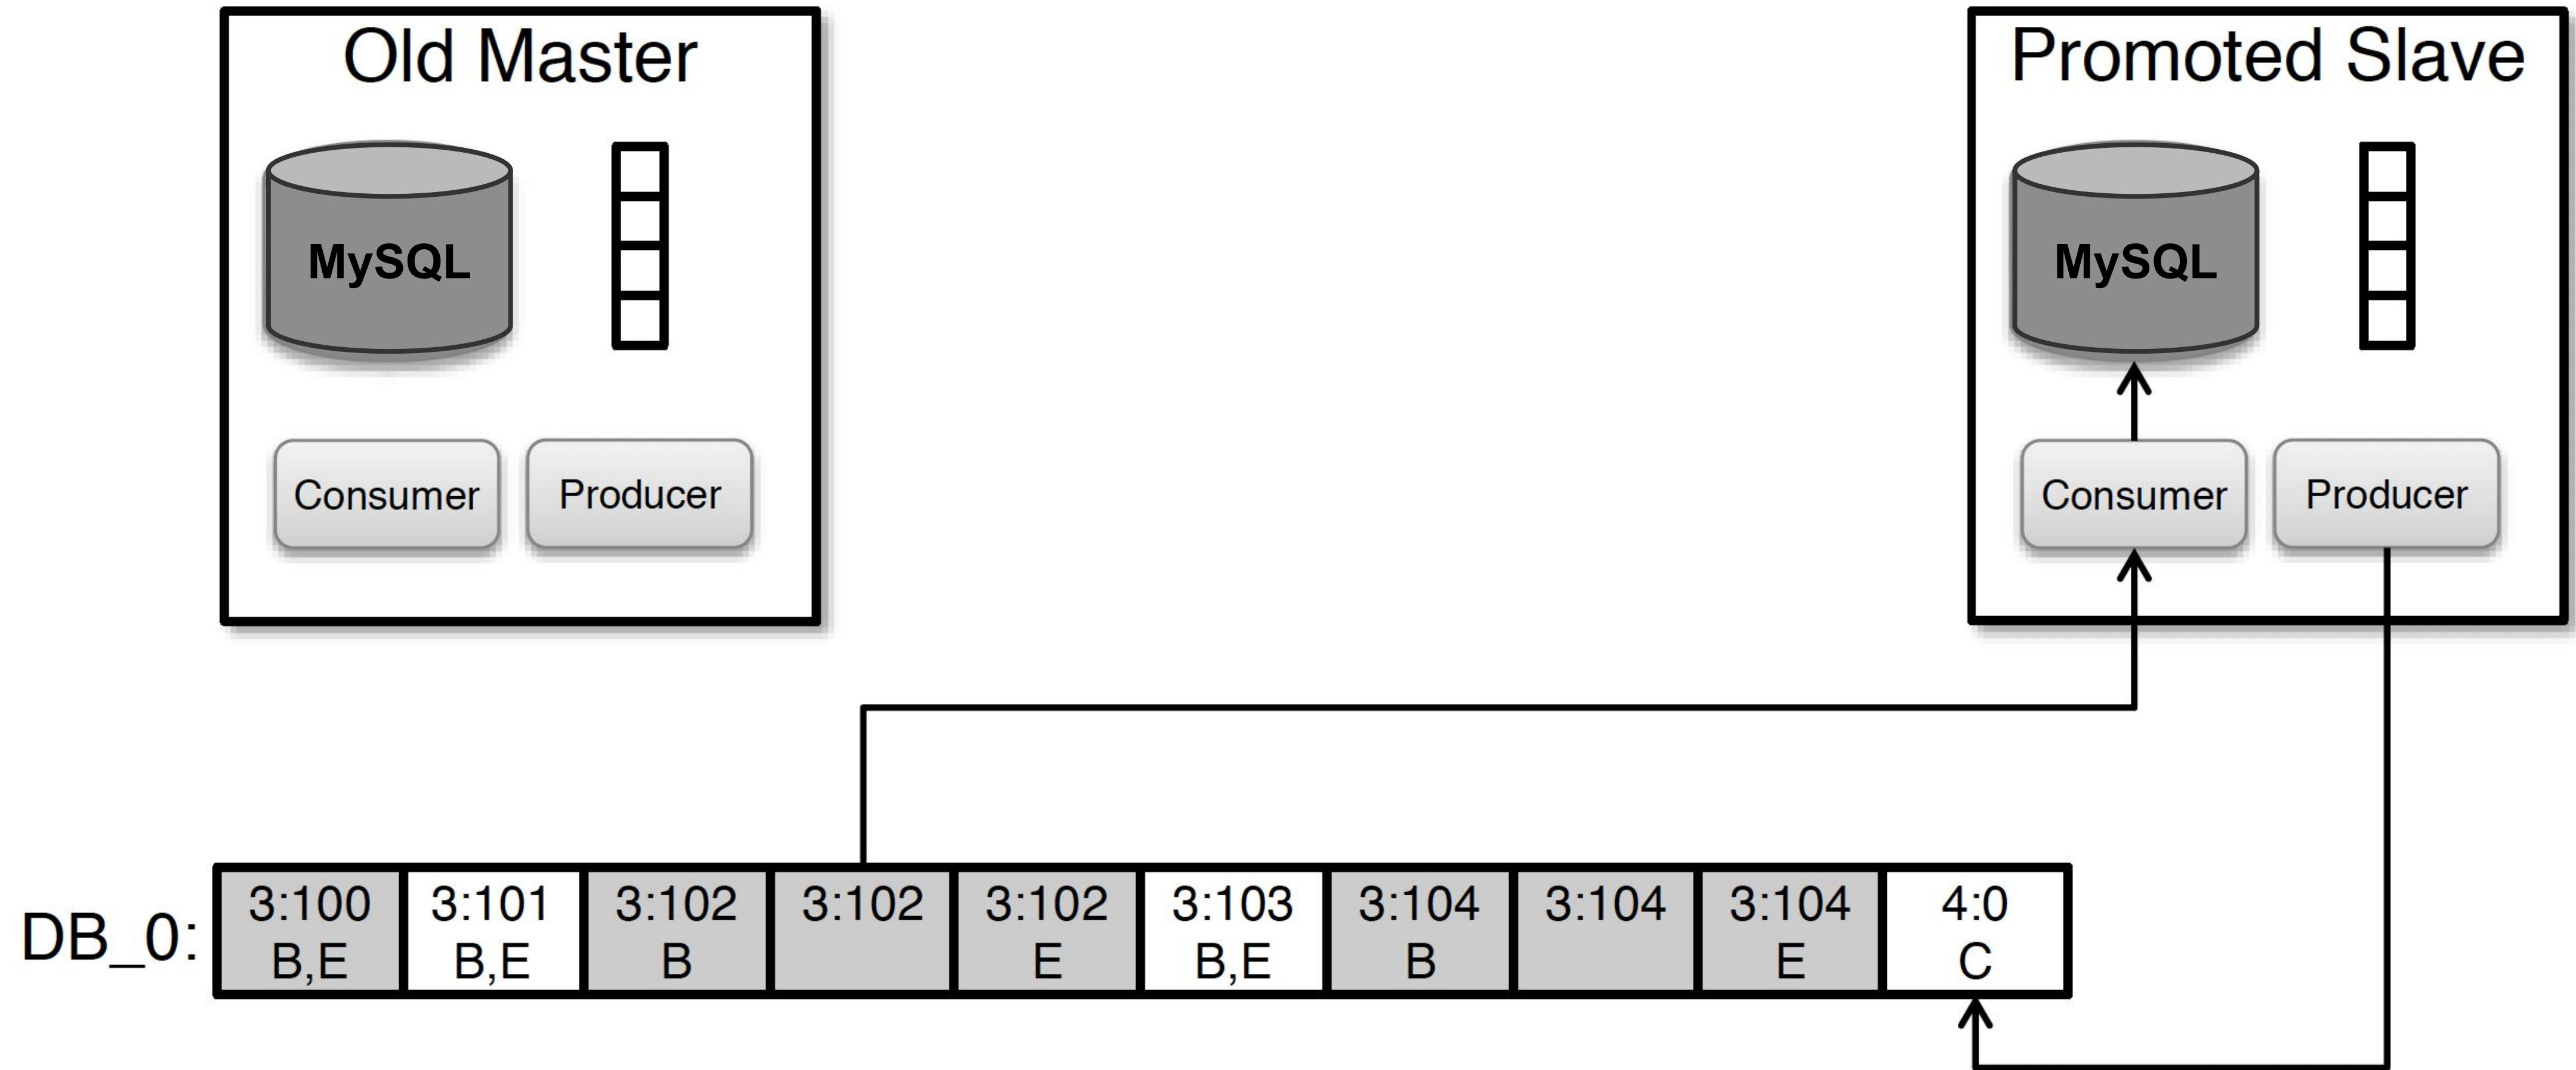 Old Master
Promoted Slave
MySQL
MySQL
Consumer
Producer
Consumer
Producer
DB_0:
3:100 3:101 3:102 3:102 3:102 3:103 3:104 3:104 3:104 4:0
B,E B,E B E B,E B E C